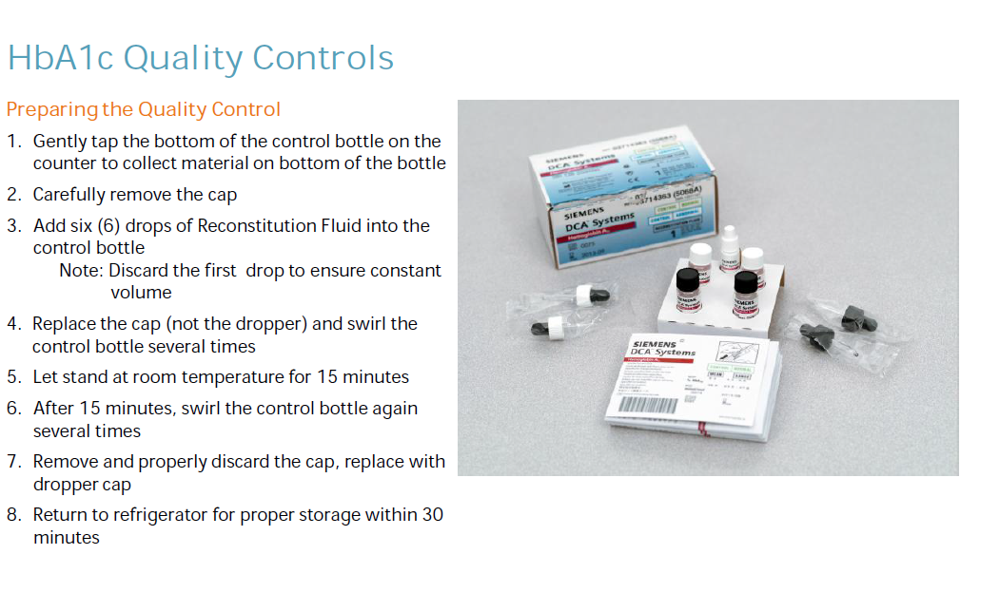 HbA1c Quality Controls
Preparing the Quality Control
1. Gently tap the bottom of the control bottle on the
counter to collect material on bottom of the bottle
2. Carefully remove the cap
3. Add six (6) drops of Reconstitution Fluid into the
control bottle
Note: Discard the first drop to ensure constant
volume
4. Replace the cap (not the dropper) and swirl the
control bottle several times
5. Let stand at room temperature for 15 minutes
6. After 15 minutes, swirl the control bottle again
several times
7. Remove and properly discard the cap, replace with
dropper cap
8. Return to refrigerator for proper storage within 30
minutes
SIEMENS
DCA Systems
SIEMENS
DCA Systems
(5068A)
SIEMENS
DCA Systems